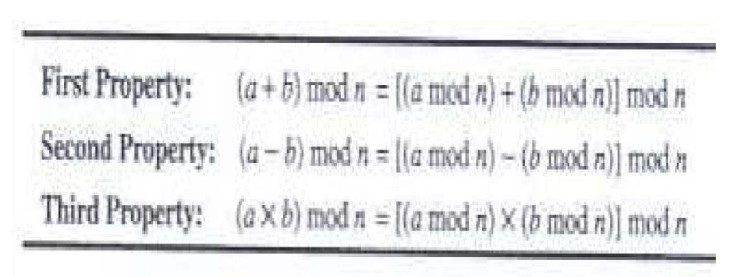 First Property: (a + b) mod n = [(a mod n) + (b mod n)] mod n
Second Property: (a − b) mod n = [(a mod n) − (b mod n)] mod n
Third Property: (a × b) mod n = [(a mod n) × (b mod n)] mod n